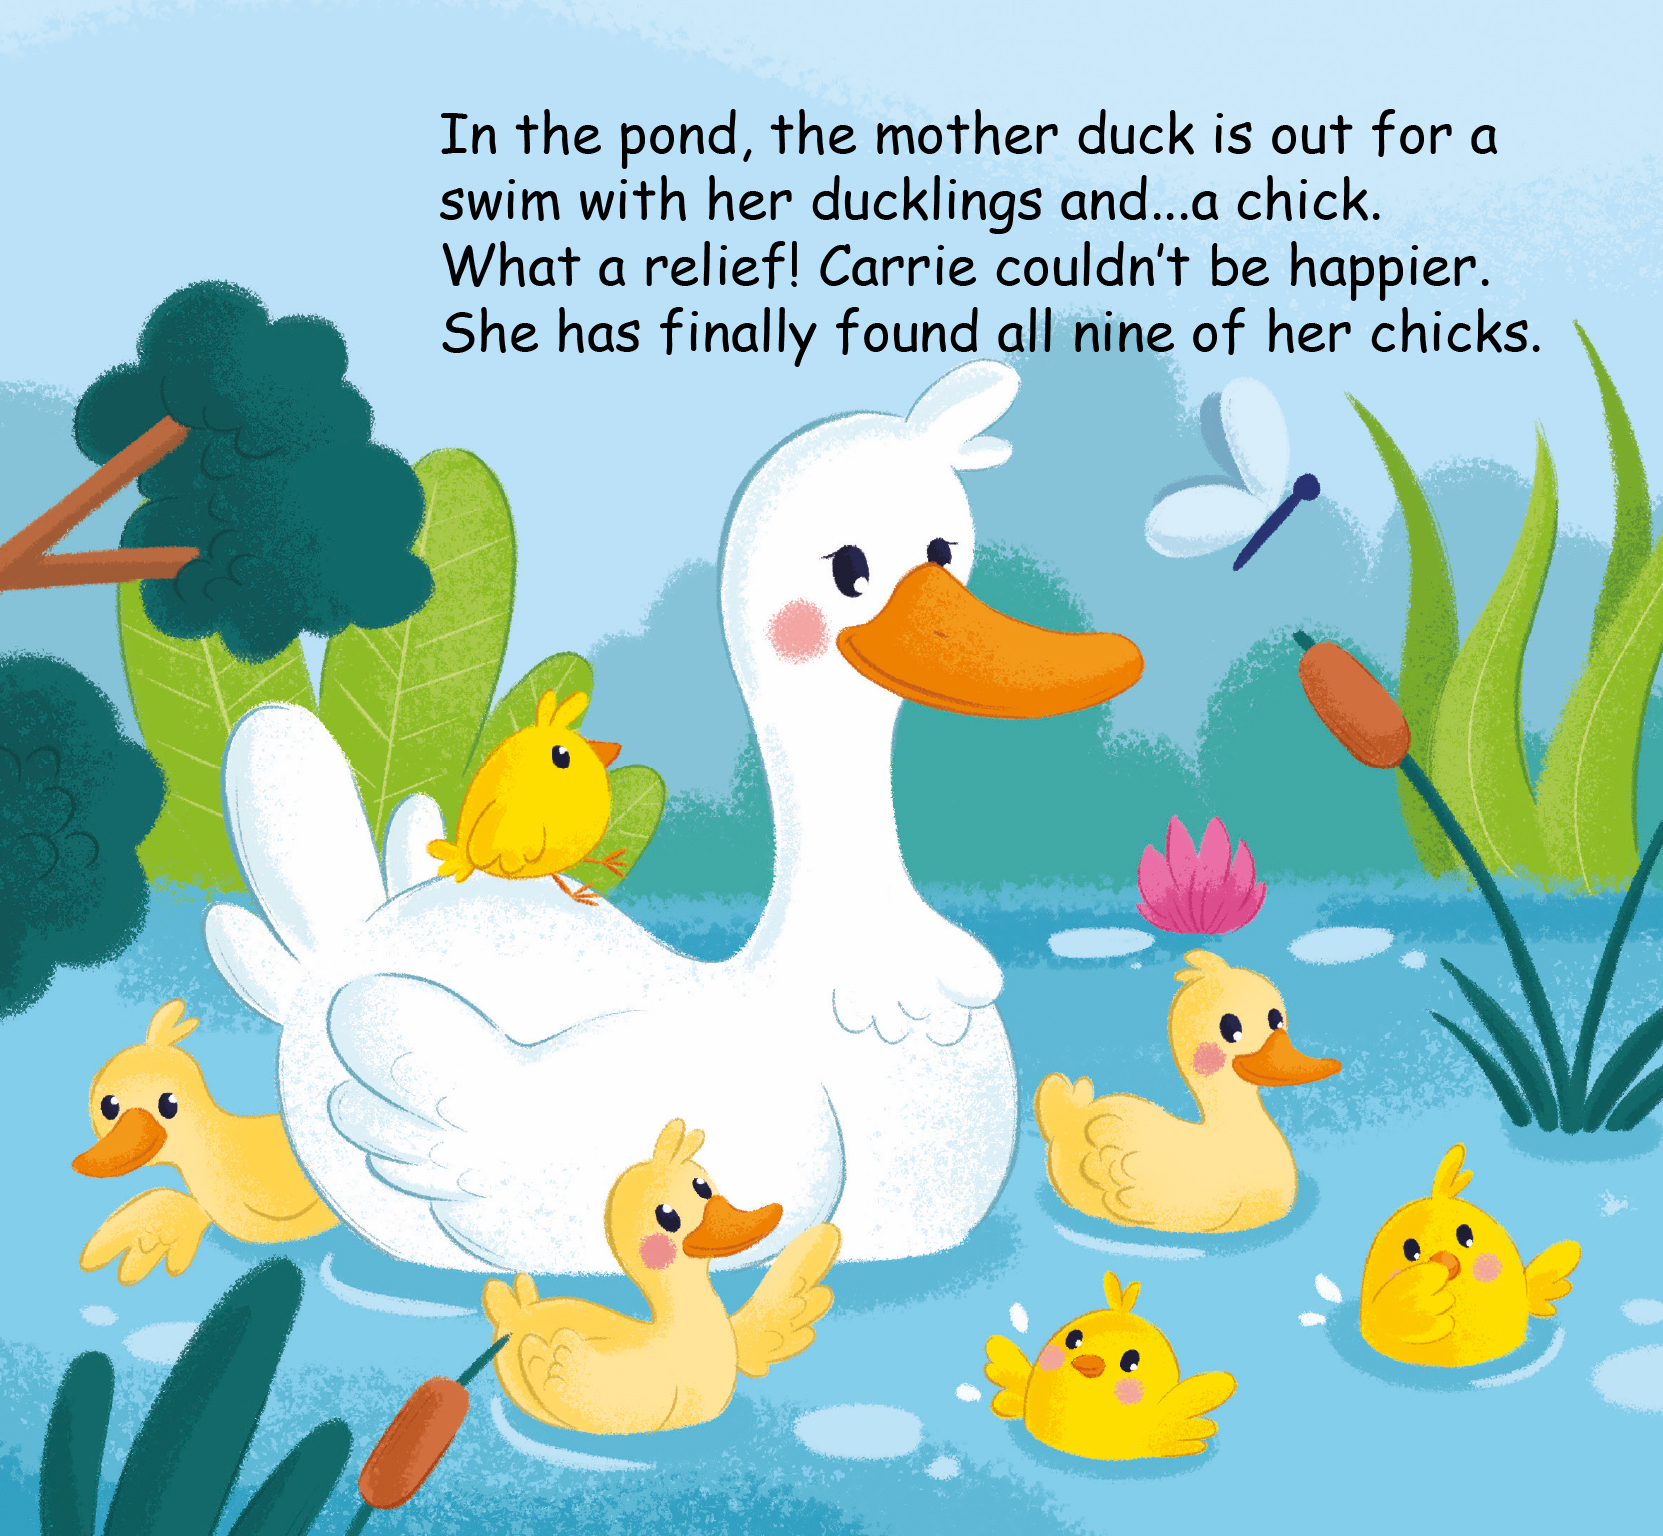 In the pond, the mother duck is out for a
swim with her ducklings and...a chick.
What a relief! Carrie couldn’t be happier.
She has finally found all nine of her chicks.